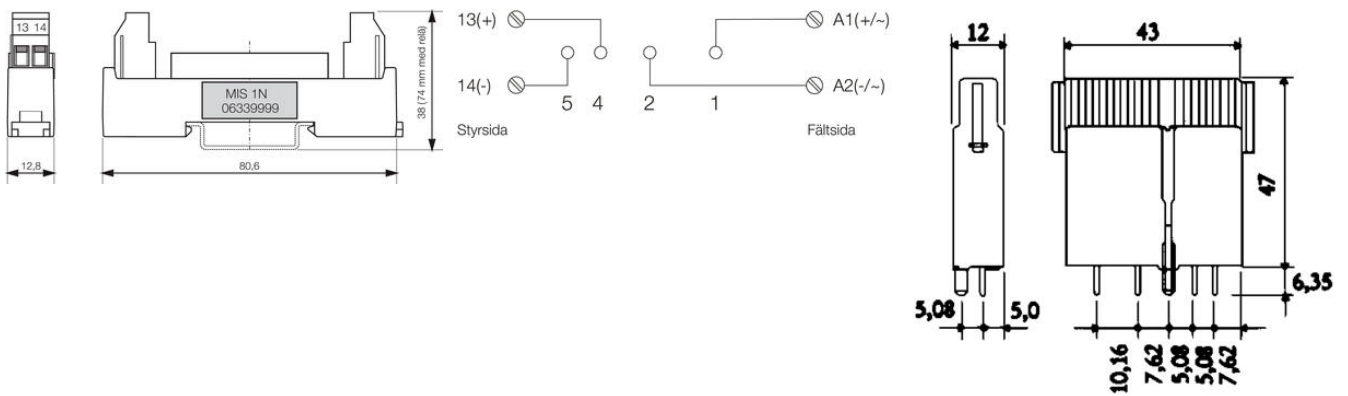 13 14
MIS 1N
06339999
38 (74 mm med relä)
12,8
80,6
13(+)
A1(+/~)
14(-)
A2(-/~)
5 4 2 1
Styrsida
Fältsida
12
43
47
6,35
5,08
5,0
10,16
7,62
5,08
5,08
7,62